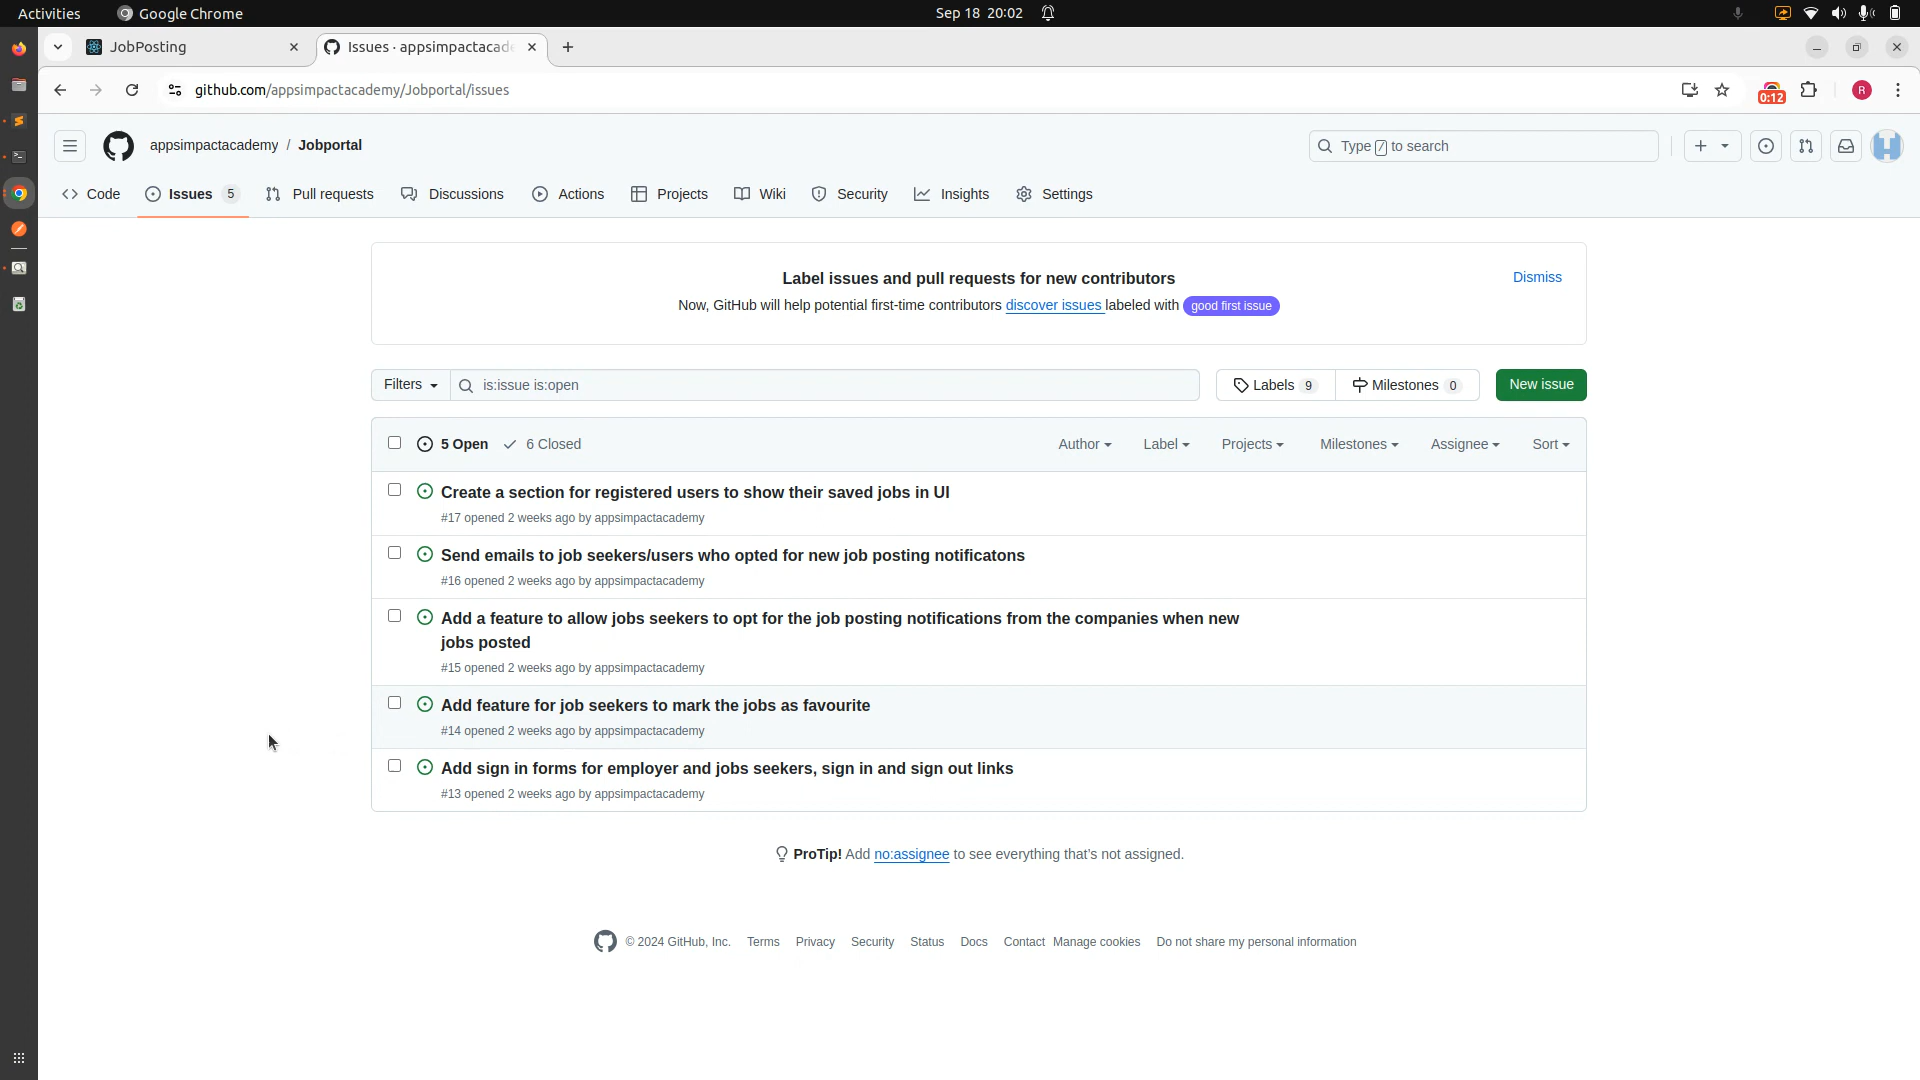 Activities
Google Chrome
Sep 18 20:02
JobPosting
Issues · appsimpactacad
github.com/appsimpactacademy/Jobportal/issues
0:12
R
appsimpactacademy / Jobportal
Type / to search
Code
Issues 5
Pull requests
Discussions
Actions
Projects
Wiki
Security
Insights
Settings
Label issues and pull requests for new contributors
Dismiss
Now, GitHub will help potential first-time contributors discover issues labeled with good first issue
Filters
is:issue is:open
Labels 9
Milestones 0
New issue
5 Open
6 Closed
Author
Label
Projects
Milestones
Assignee
Sort
Create a section for registered users to show their saved jobs in UI
#17 opened 2 weeks ago by appsimpactacademy
Send emails to job seekers/users who opted for new job posting notificatons
#16 opened 2 weeks ago by appsimpactacademy
Add a feature to allow jobs seekers to opt for the job posting notifications from the companies when new
jobs posted
#15 opened 2 weeks ago by appsimpactacademy
Add feature for job seekers to mark the jobs as favourite
#14 opened 2 weeks ago by appsimpactacademy
Add sign in forms for employer and jobs seekers, sign in and sign out links
#13 opened 2 weeks ago by appsimpactacademy
ProTip! Add no:assignee to see everything that's not assigned.
© 2024 GitHub, Inc.
Terms
Privacy
Security
Status
Docs
Contact
Manage cookies
Do not share my personal information